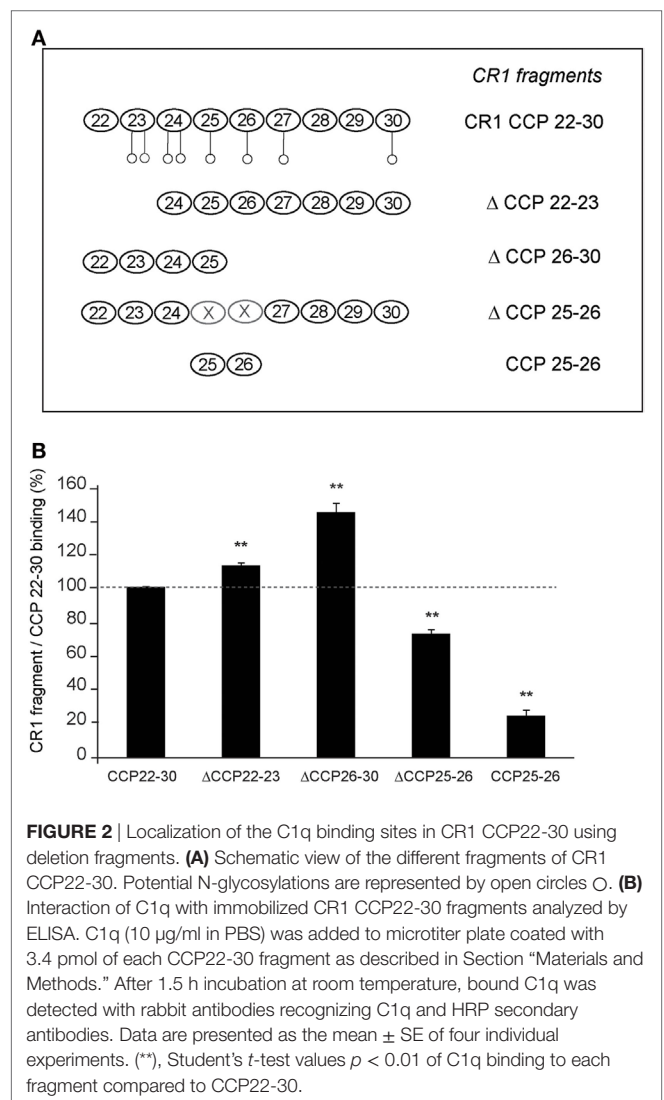 A
CR1 fragments
22 23 24 25 26 27 28 29 30 CR1 CCP 22-30
24 25 26 27 28 29 30 Δ CCP 22-23
22 23 24 25 Δ CCP 26-30
22 23 24 X X 27 28 29 30 Δ CCP 25-26
25 26 CCP 25-26
B
CR1 fragment / CCP 22-30 binding (%)
160
140
120
100
80
60
40
20
0
**
**
**
**
CCP22-30 ΔCCP22-23 ΔCCP26-30 ΔCCP25-26 CCP25-26
FIGURE 2 | Localization of the C1q binding sites in CR1 CCP22-30 using
deletion fragments. (A) Schematic view of the different fragments of CR1
CCP22-30. Potential N-glycosylations are represented by open circles O. (B)
Interaction of C1q with immobilized CR1 CCP22-30 fragments analyzed by
ELISA. C1q (10 μg/ml in PBS) was added to microtiter plate coated with
3.4 pmol of each CCP22-30 fragment as described in Section “Materials and
Methods.” After 1.5 h incubation at room temperature, bound C1q was
detected with rabbit antibodies recognizing C1q and HRP secondary
antibodies. Data are presented as the mean ± SE of four individual
experiments. (**), Student’s t-test values p < 0.01 of C1q binding to each
fragment compared to CCP22-30.